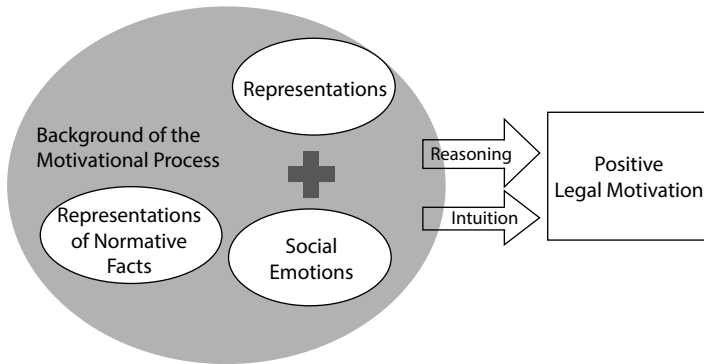 Representations
Background of the
Motivational Process
Representations
of Normative
Facts
Social
Emotions
Reasoning
Intuition
Positive
Legal Motivation